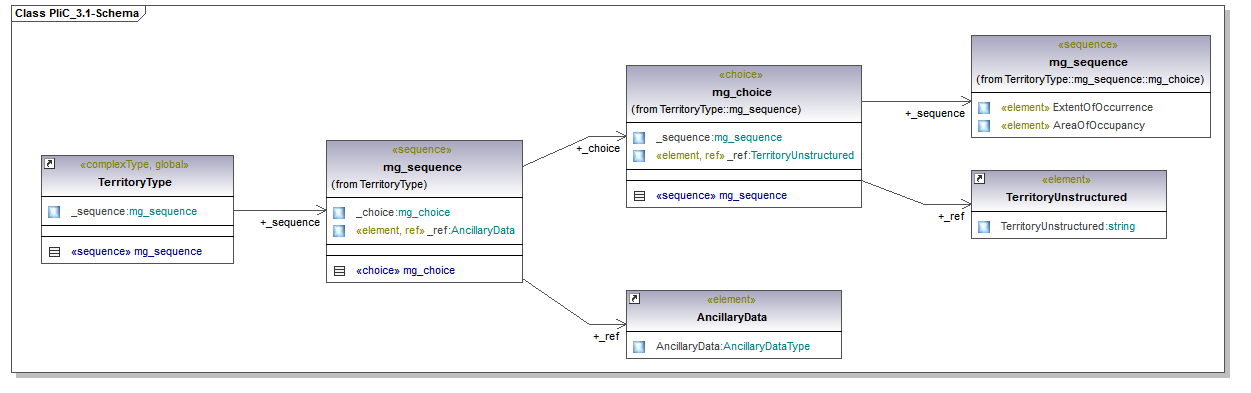 Class PliC_3.1-Schema
«complexType, global»
TerritoryType
_sequence:mg_sequence
«sequence» mg_sequence
+_sequence
«sequence»
mg_sequence
(from TerritoryType)
_choice:mg_choice
«element, ref» _ref:AncillaryData
«choice» mg_choice
+_choice
+_ref
«choice»
mg_choice
(from TerritoryType::mg_sequence)
_sequence:mg_sequence
«element, ref» _ref:TerritoryUnstructured
«sequence» mg_sequence
+_sequence
+_ref
«sequence»
mg_sequence
(from TerritoryType::mg_sequence::mg_choice)
«element» ExtentOfOccurrence
«element» AreaOfOccupancy
«element»
TerritoryUnstructured
TerritoryUnstructured:string
«element»
AncillaryData
AncillaryData:AncillaryDataType